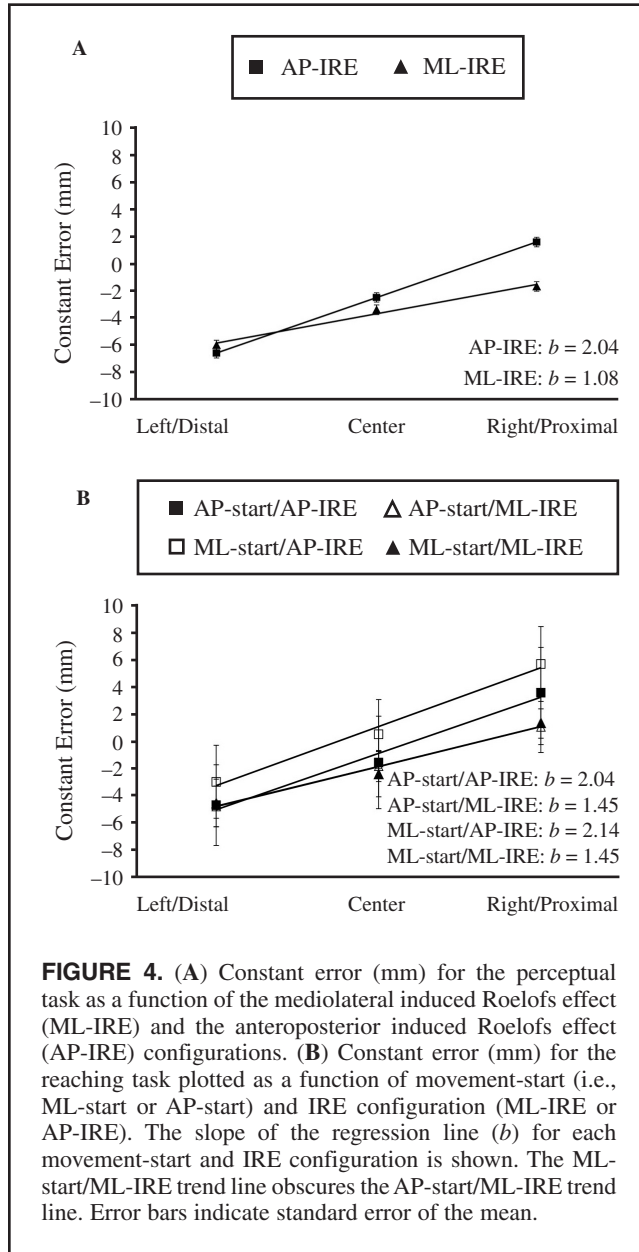 A
■ AP-IRE ▲ ML-IRE
10
8
6
4
2
0
−2
−4
−6
−8
−10
Constant Error (mm)
AP-IRE: b = 2.04
ML-IRE: b = 1.08
Left/Distal Center Right/Proximal
B
■ AP-start/AP-IRE △ AP-start/ML-IRE
□ ML-start/AP-IRE ▲ ML-start/ML-IRE
10
8
6
4
2
0
−2
−4
−6
−8
−10
Constant Error (mm)
AP-start/AP-IRE: b = 2.04
AP-start/ML-IRE: b = 1.45
ML-start/AP-IRE: b = 2.14
ML-start/ML-IRE: b = 1.45
Left/Distal Center Right/Proximal
FIGURE 4. (A) Constant error (mm) for the perceptual
task as a function of the mediolateral induced Roelofs effect
(ML-IRE) and the anteroposterior induced Roelofs effect
(AP-IRE) configurations. (B) Constant error (mm) for the
reaching task plotted as a function of movement-start (i.e.,
ML-start or AP-start) and IRE configuration (ML-IRE or
AP-IRE). The slope of the regression line (b) for each
movement-start and IRE configuration is shown. The ML-
start/ML-IRE trend line obscures the AP-start/ML-IRE trend
line. Error bars indicate standard error of the mean.